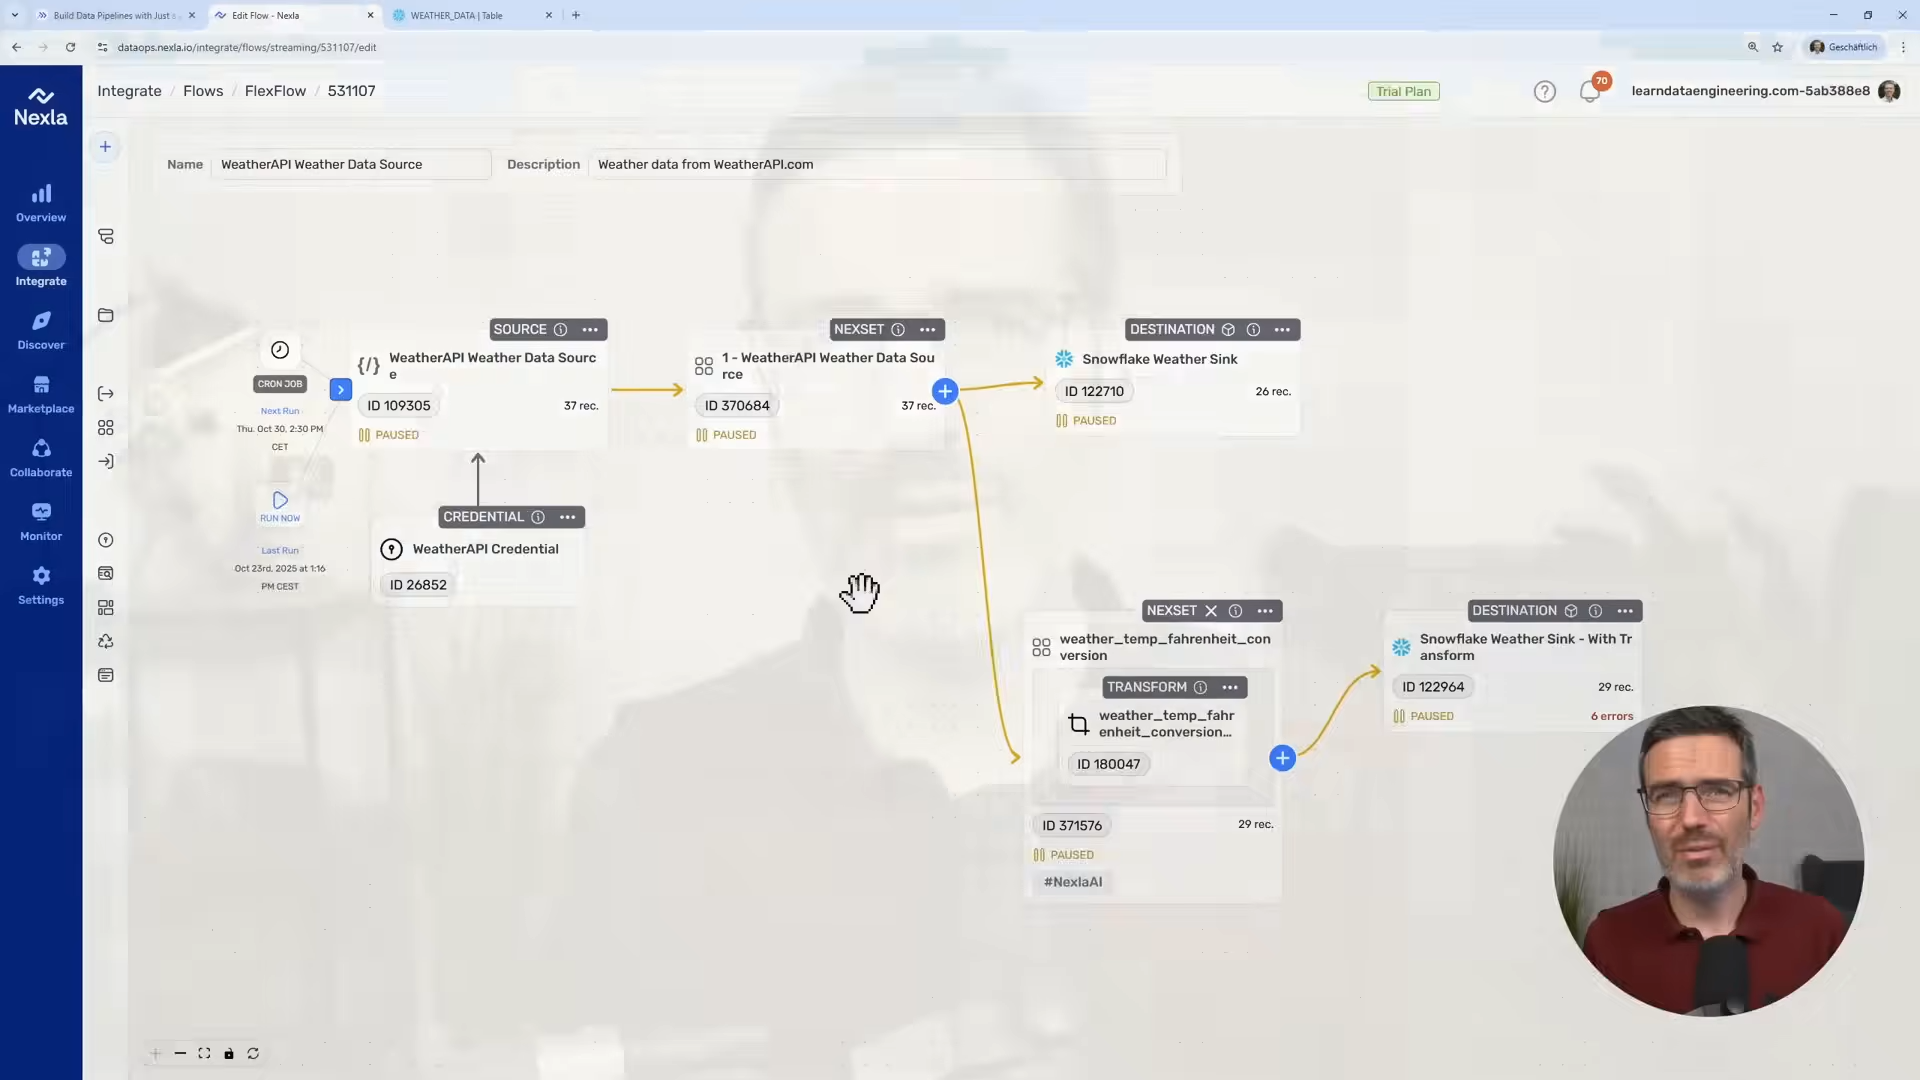 Build Data Pipelines with Just
Edit Flow - Nexla
WEATHER_DATA | Table
dataops.nexla.io/integrate/flows/streaming/531107/edit
Geschäftlich
Nexla
Integrate / Flows / FlexFlow / 531107
Trial Plan
70
learndataengineering.com-5ab388e8
Name
WeatherAPI Weather Data Source
Description
Weather data from WeatherAPI.com
Overview
Integrate
Discover
Marketplace
Collaborate
Monitor
Settings
CRON JOB
Next Run
Thu. Oct 30, 2:30 PM
CET
RUN NOW
Last Run
Oct 23rd, 2025 at 1:16
PM CEST
SOURCE
WeatherAPI Weather Data Sourc
e
ID 109305
37 rec.
PAUSED
CREDENTIAL
WeatherAPI Credential
ID 26852
NEXSET
1 - WeatherAPI Weather Data Sou
rce
ID 370684
37 rec.
PAUSED
DESTINATION
Snowflake Weather Sink
ID 122710
26 rec.
PAUSED
NEXSET
weather_temp_fahrenheit_con
version
TRANSFORM
weather_temp_fahr
enheit_conversion...
ID 180047
ID 371576
29 rec.
PAUSED
#NexlaAI
DESTINATION
Snowflake Weather Sink - With Tr
ansform
ID 122964
29 rec.
PAUSED
6 errors